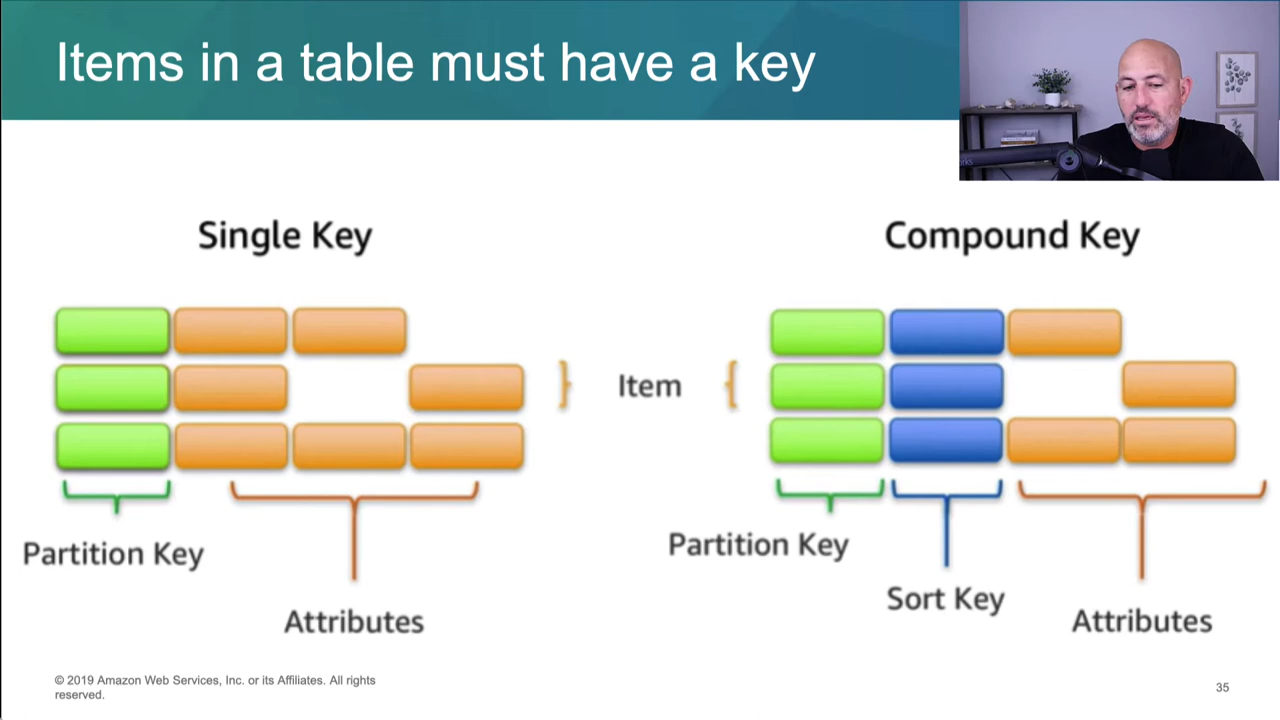 Items in a table must have a key
Single Key
Compound Key
Item
Partition Key
Attributes
Partition Key
Sort Key
Attributes
© 2019 Amazon Web Services, Inc. or its Affiliates. All rights
reserved.
35